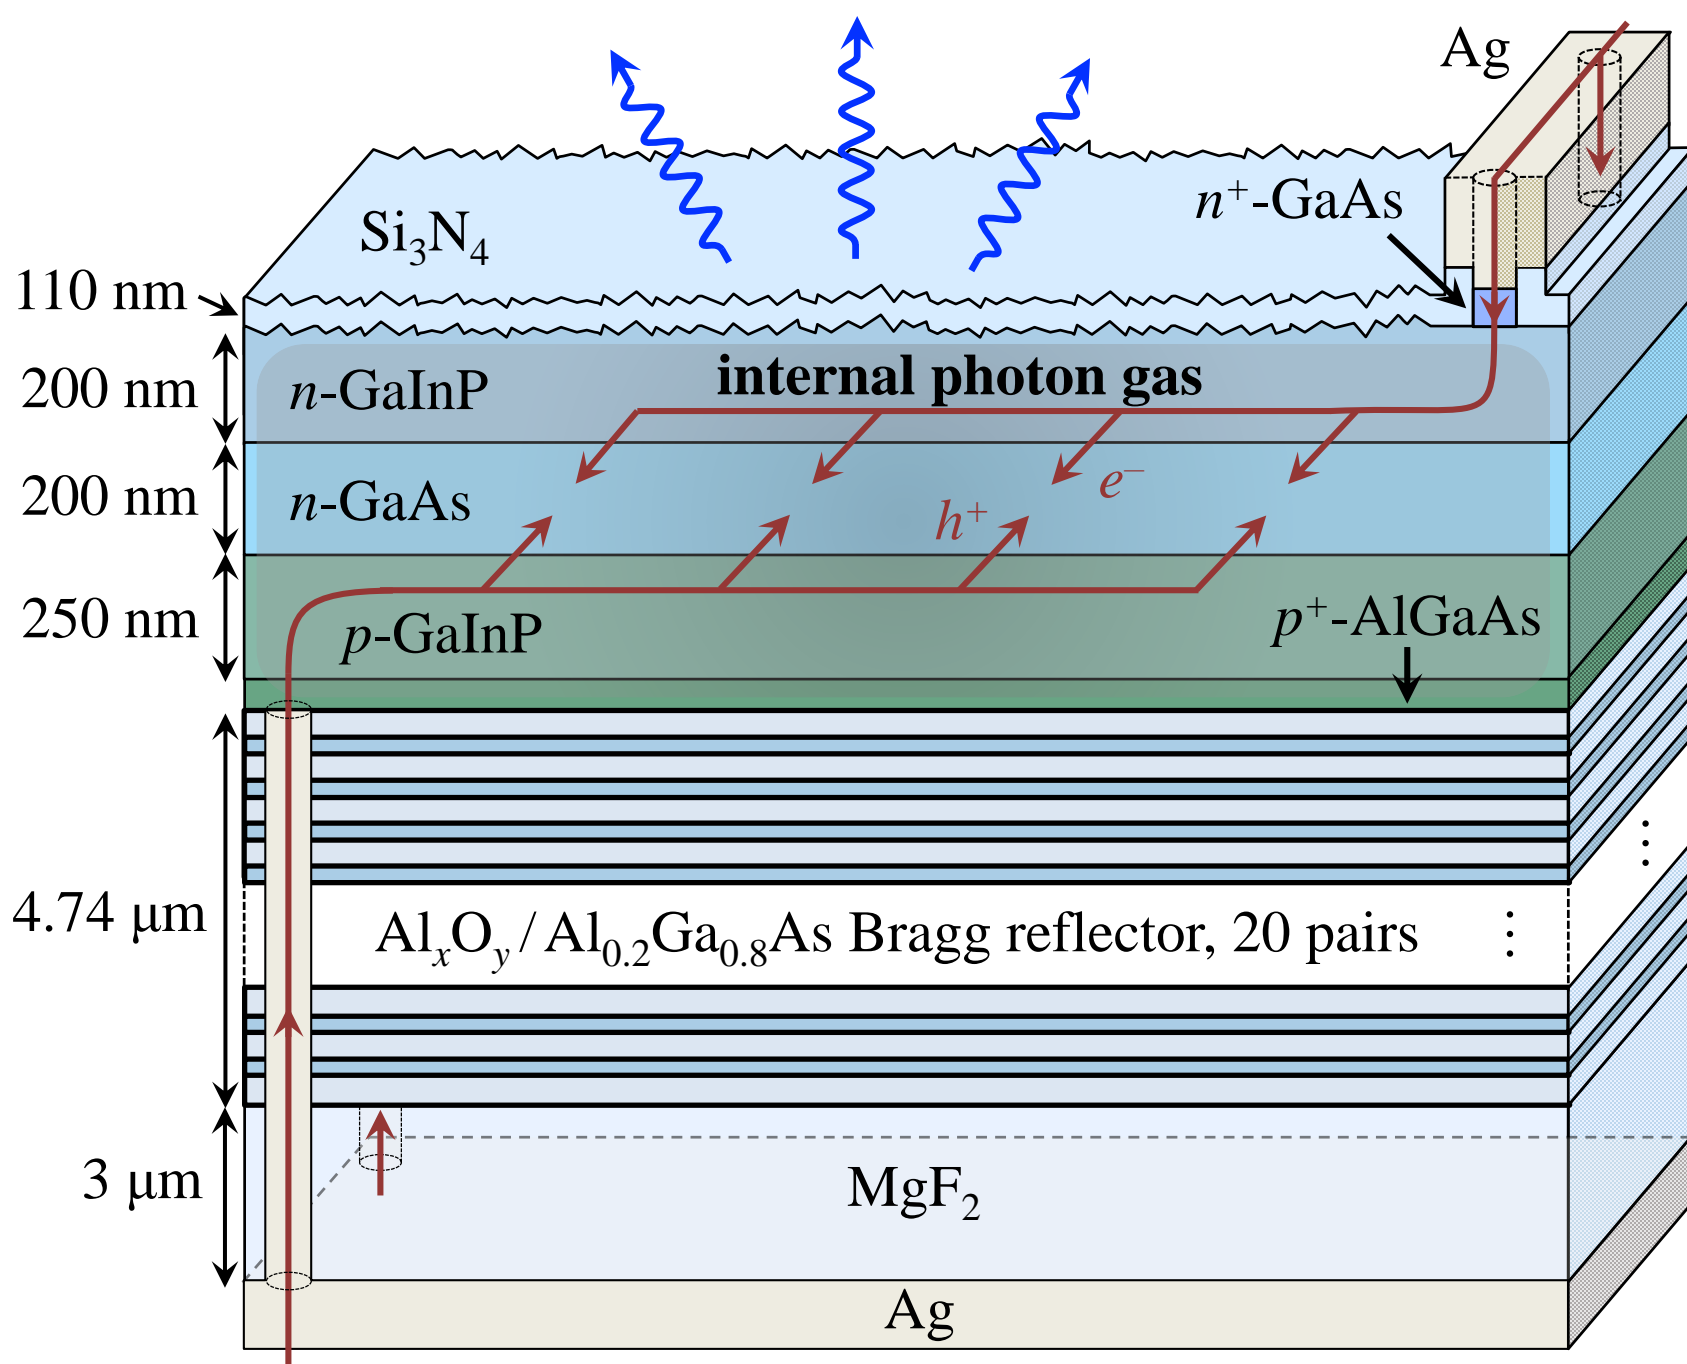 Ag
n⁺-GaAs
Si₃N₄
110 nm
200 nm
n-GaInP
internal photon gas
200 nm
n-GaAs
e⁻
h⁺
250 nm
p-GaInP
p⁺-AlGaAs
4.74 μm
AlₓOᵧ / Al₀.₂Ga₀.₈As Bragg reflector, 20 pairs
3 μm
MgF₂
Ag